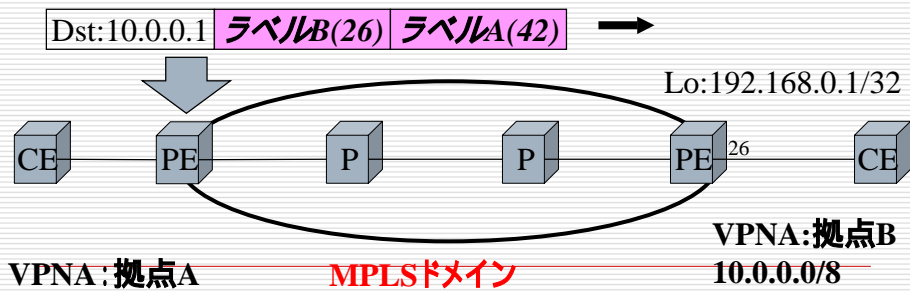 Dst:10.0.0.1 ラベルB(26) ラベルA(42)
Lo:192.168.0.1/32
CE PE P P PE 26 CE
VPNA:拠点B
VPNA:拠点A MPLSドメイン 10.0.0.0/8